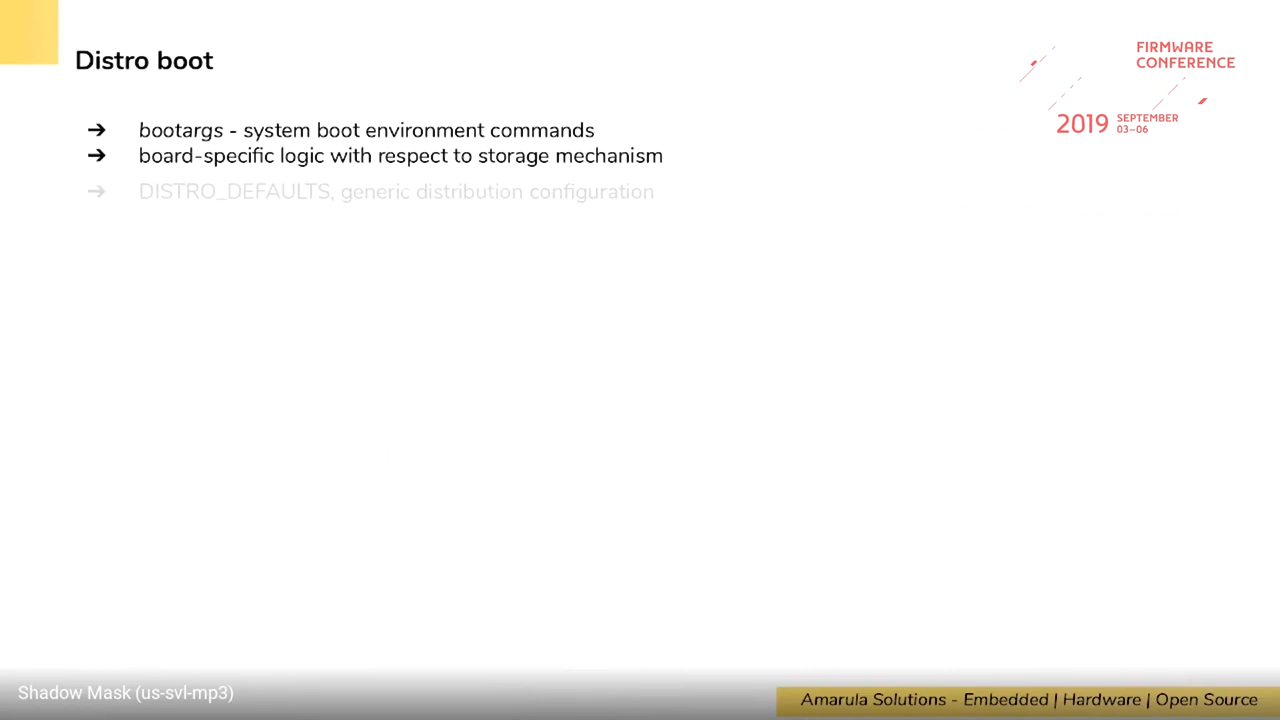 Distro boot
FIRMWARE
CONFERENCE
2019 SEPTEMBER
03–06
➔ bootargs - system boot environment commands
➔ board-specific logic with respect to storage mechanism
➔ DISTRO_DEFAULTS, generic distribution configuration
Shadow Mask (us-svl-mp3)
Amarula Solutions - Embedded | Hardware | Open Source